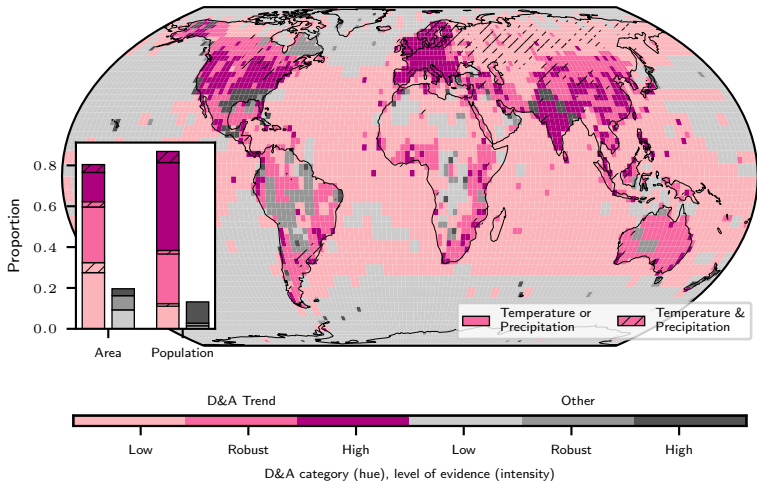 0.8
0.6
0.4
0.2
0.0
Proportion
Area
Population
Temperature or
Precipitation
Temperature &
Precipitation
D&A Trend
Other
Low
Robust
High
Low
Robust
High
D&A category (hue), level of evidence (intensity)